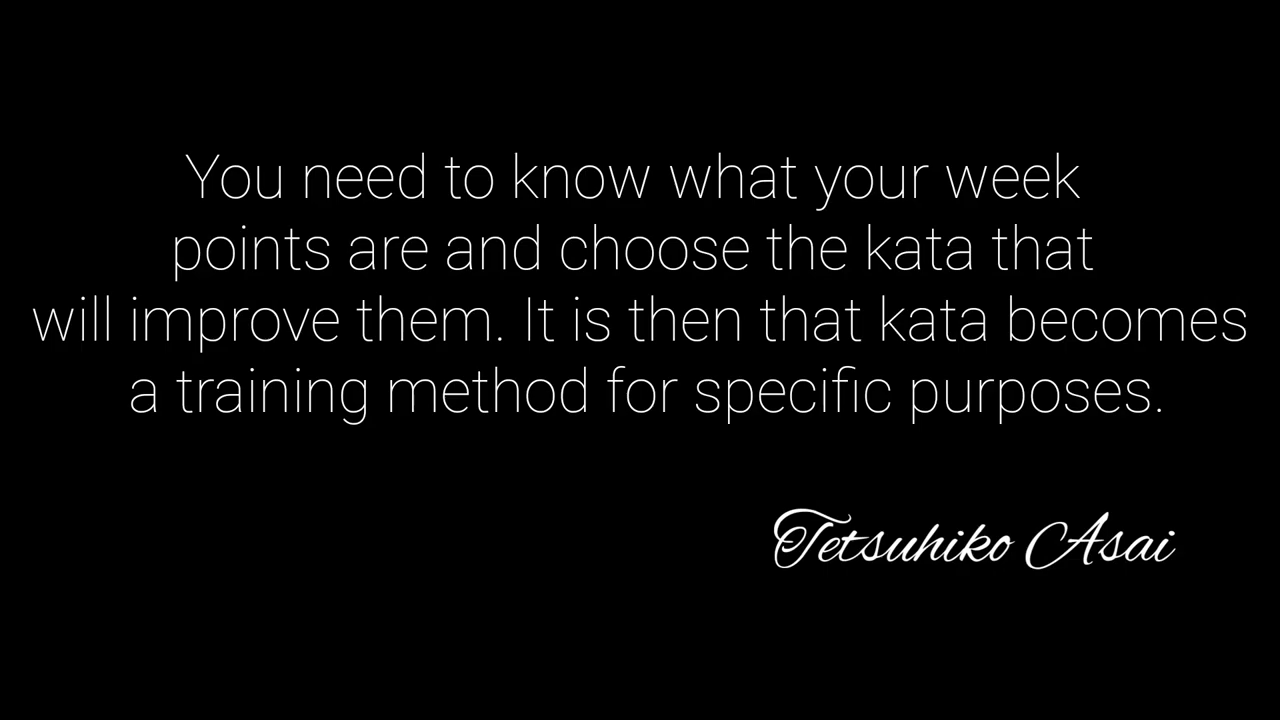 You need to know what your week
points are and choose the kata that
will improve them. It is then that kata becomes
a training method for specific purposes.
Tetsuhiko Asai